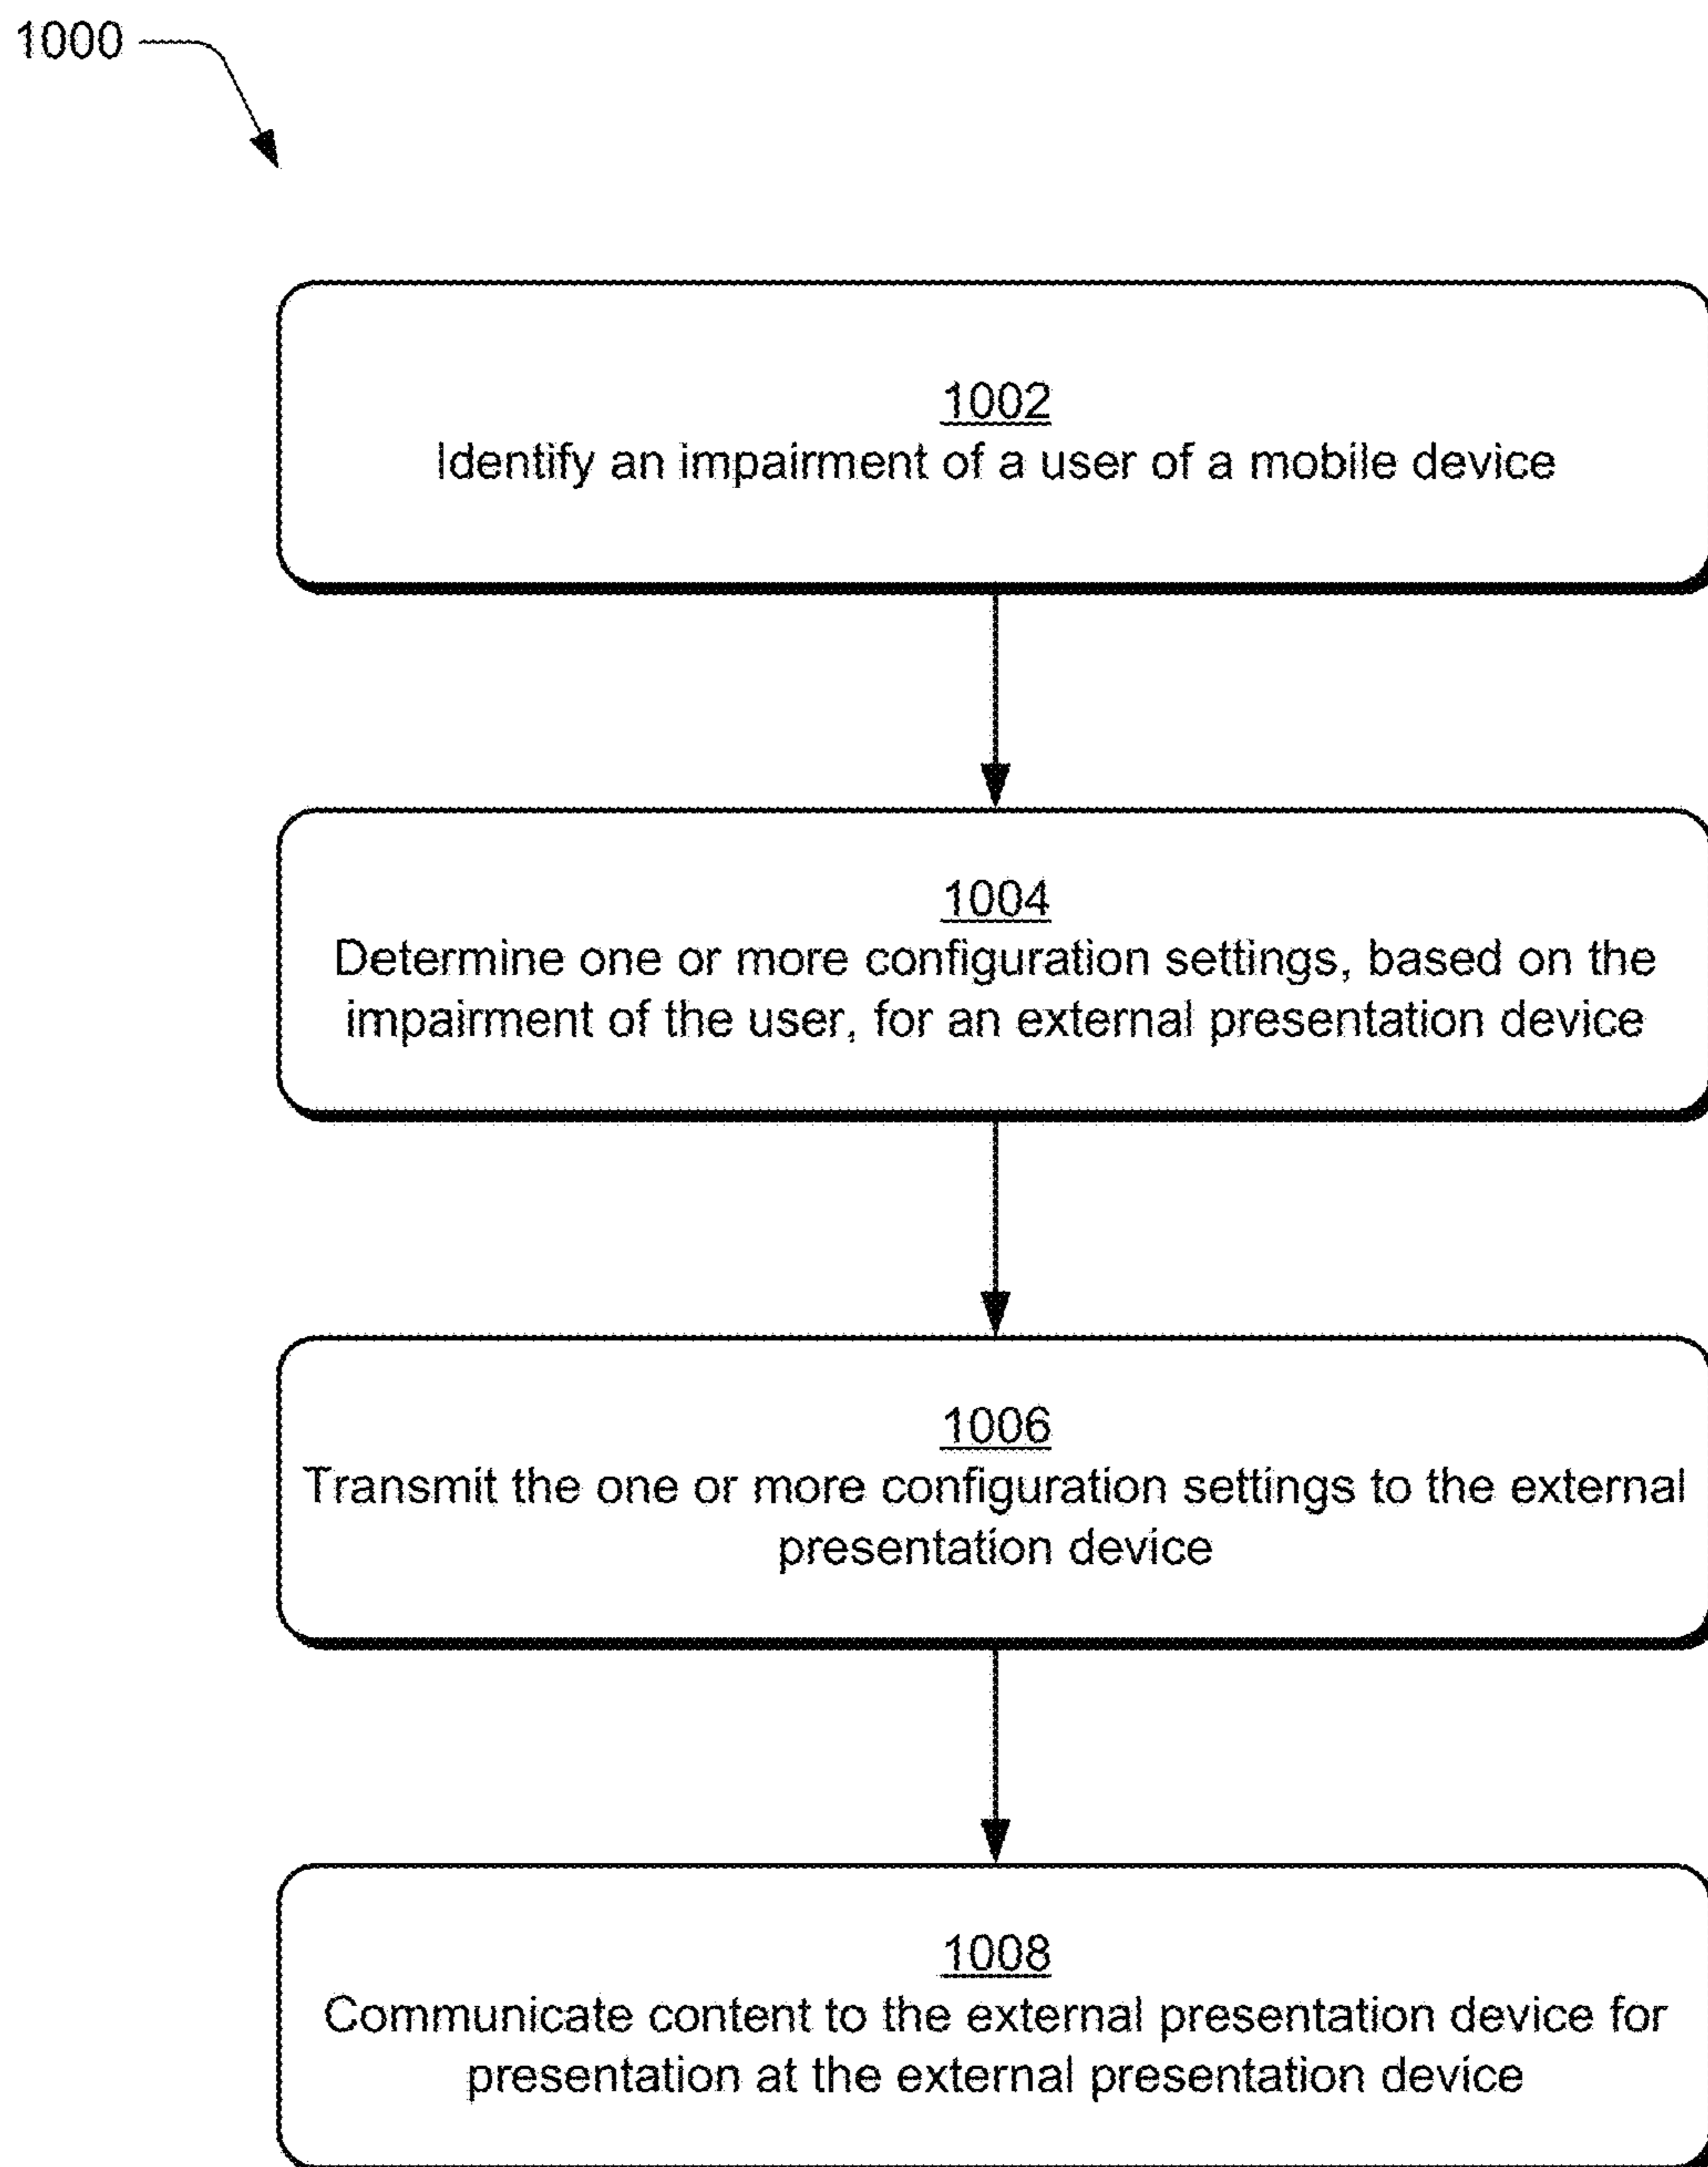 1000
1002
Identify an impairment of a user of a mobile device
1004
Determine one or more configuration settings, based on the
impairment of the user, for an external presentation device
1006
Transmit the one or more configuration settings to the external
presentation device
1008
Communicate content to the external presentation device for
presentation at the external presentation device